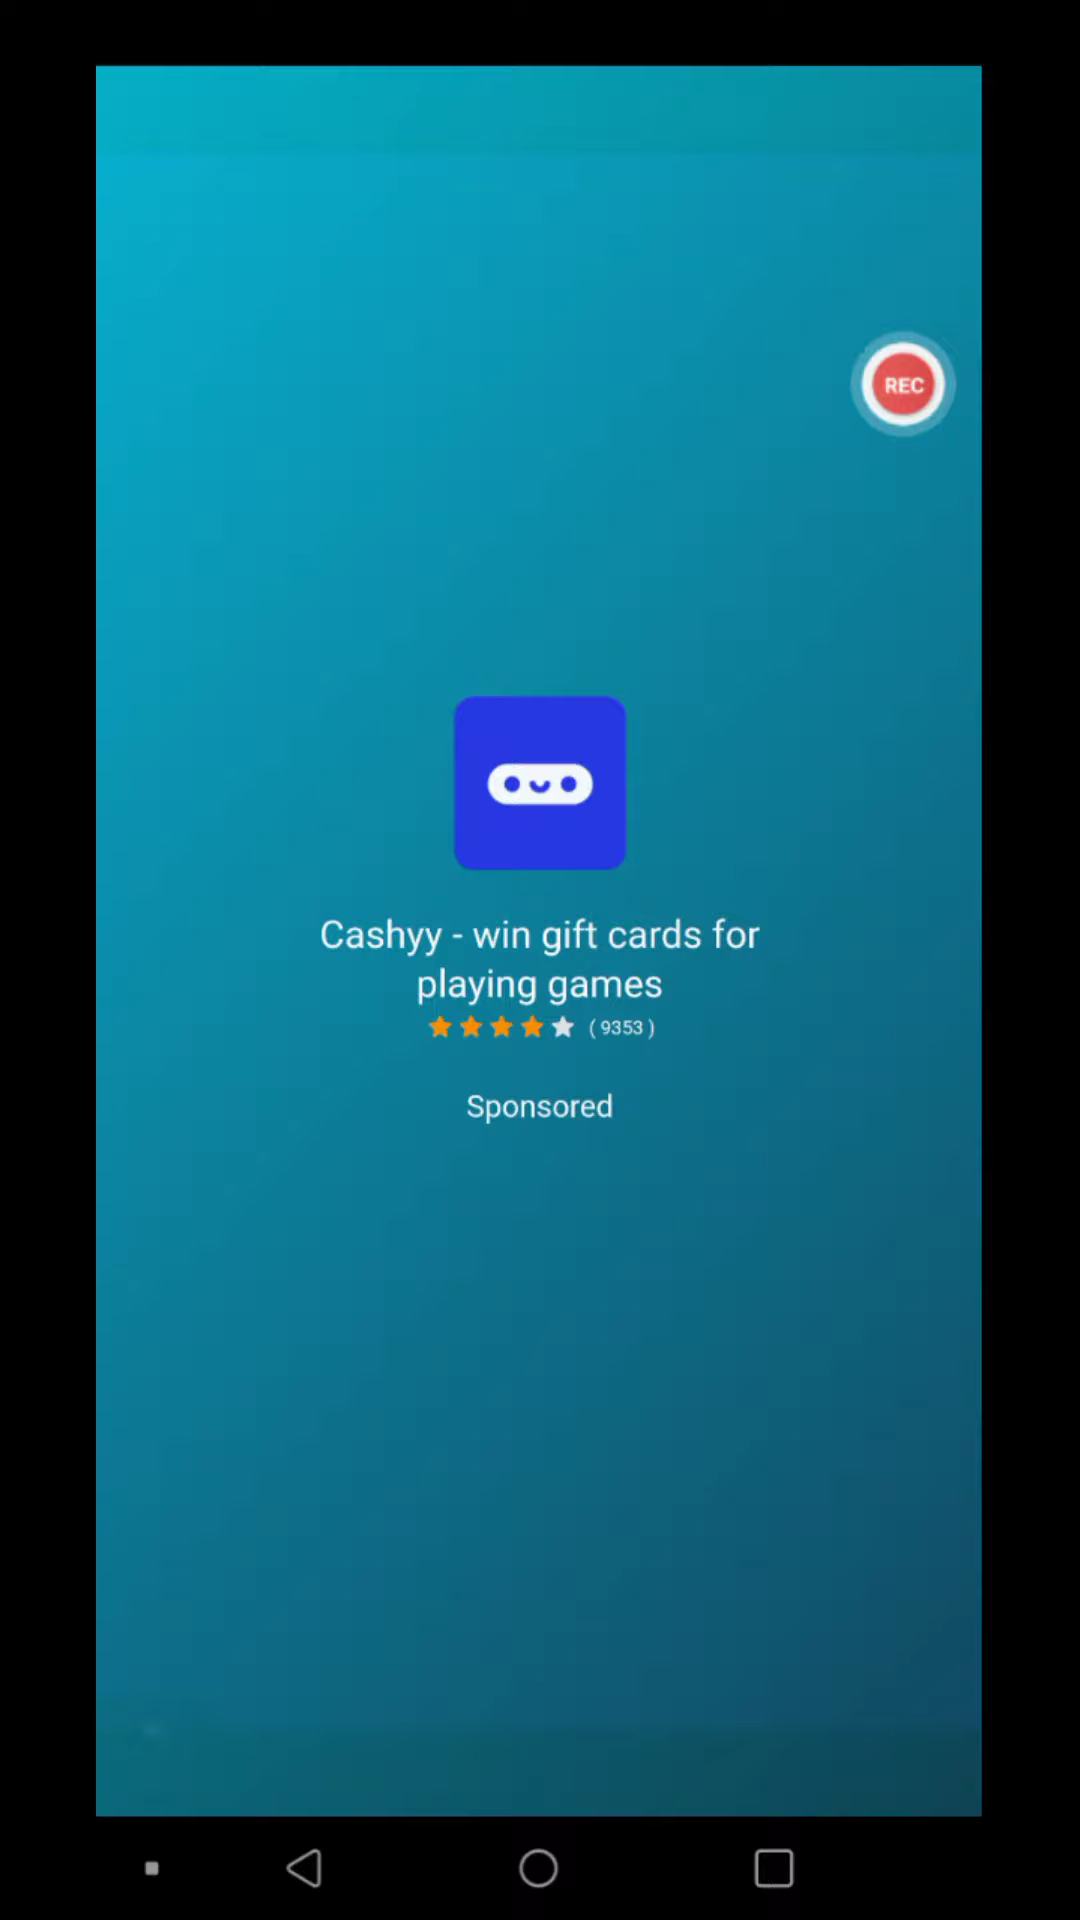 REC
Cashyy - win gift cards for
playing games
( 9353 )
Sponsored